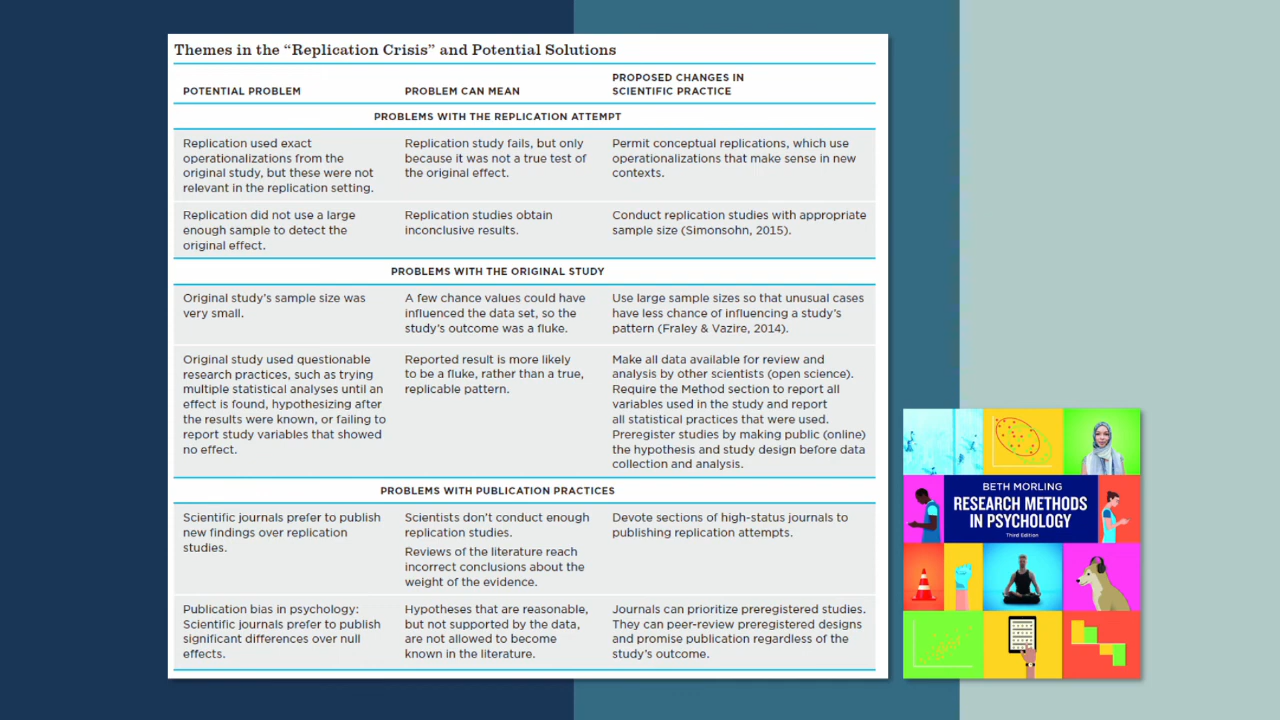 Themes in the “Replication Crisis” and Potential Solutions
POTENTIAL PROBLEM
PROBLEM CAN MEAN
PROPOSED CHANGES IN
SCIENTIFIC PRACTICE
PROBLEMS WITH THE REPLICATION ATTEMPT
Replication used exact
operationalizations from the
original study, but these were not
relevant in the replication setting.
Replication study fails, but only
because it was not a true test of
the original effect.
Permit conceptual replications, which use
operationalizations that make sense in new
contexts.
Replication did not use a large
enough sample to detect the
original effect.
Replication studies obtain
inconclusive results.
Conduct replication studies with appropriate
sample size (Simonsohn, 2015).
PROBLEMS WITH THE ORIGINAL STUDY
Original study’s sample size was
very small.
A few chance values could have
influenced the data set, so the
study’s outcome was a fluke.
Use large sample sizes so that unusual cases
have less chance of influencing a study’s
pattern (Fraley & Vazire, 2014).
Original study used questionable
research practices, such as trying
multiple statistical analyses until an
effect is found, hypothesizing after
the results were known, or failing to
report study variables that showed
no effect.
Reported result is more likely
to be a fluke, rather than a true,
replicable pattern.
Make all data available for review and
analysis by other scientists (open science).
Require the Method section to report all
variables used in the study and report
all statistical practices that were used.
Preregister studies by making public (online)
the hypothesis and study design before data
collection and analysis.
PROBLEMS WITH PUBLICATION PRACTICES
Scientific journals prefer to publish
new findings over replication
studies.
Scientists don’t conduct enough
replication studies.
Reviews of the literature reach
incorrect conclusions about the
weight of the evidence.
Devote sections of high-status journals to
publishing replication attempts.
Publication bias in psychology:
Scientific journals prefer to publish
significant differences over null
effects.
Hypotheses that are reasonable,
but not supported by the data,
are not allowed to become
known in the literature.
Journals can prioritize preregistered studies.
They can peer-review preregistered designs
and promise publication regardless of the
study’s outcome.
BETH MORLING
RESEARCH METHODS
IN PSYCHOLOGY
Third Edition